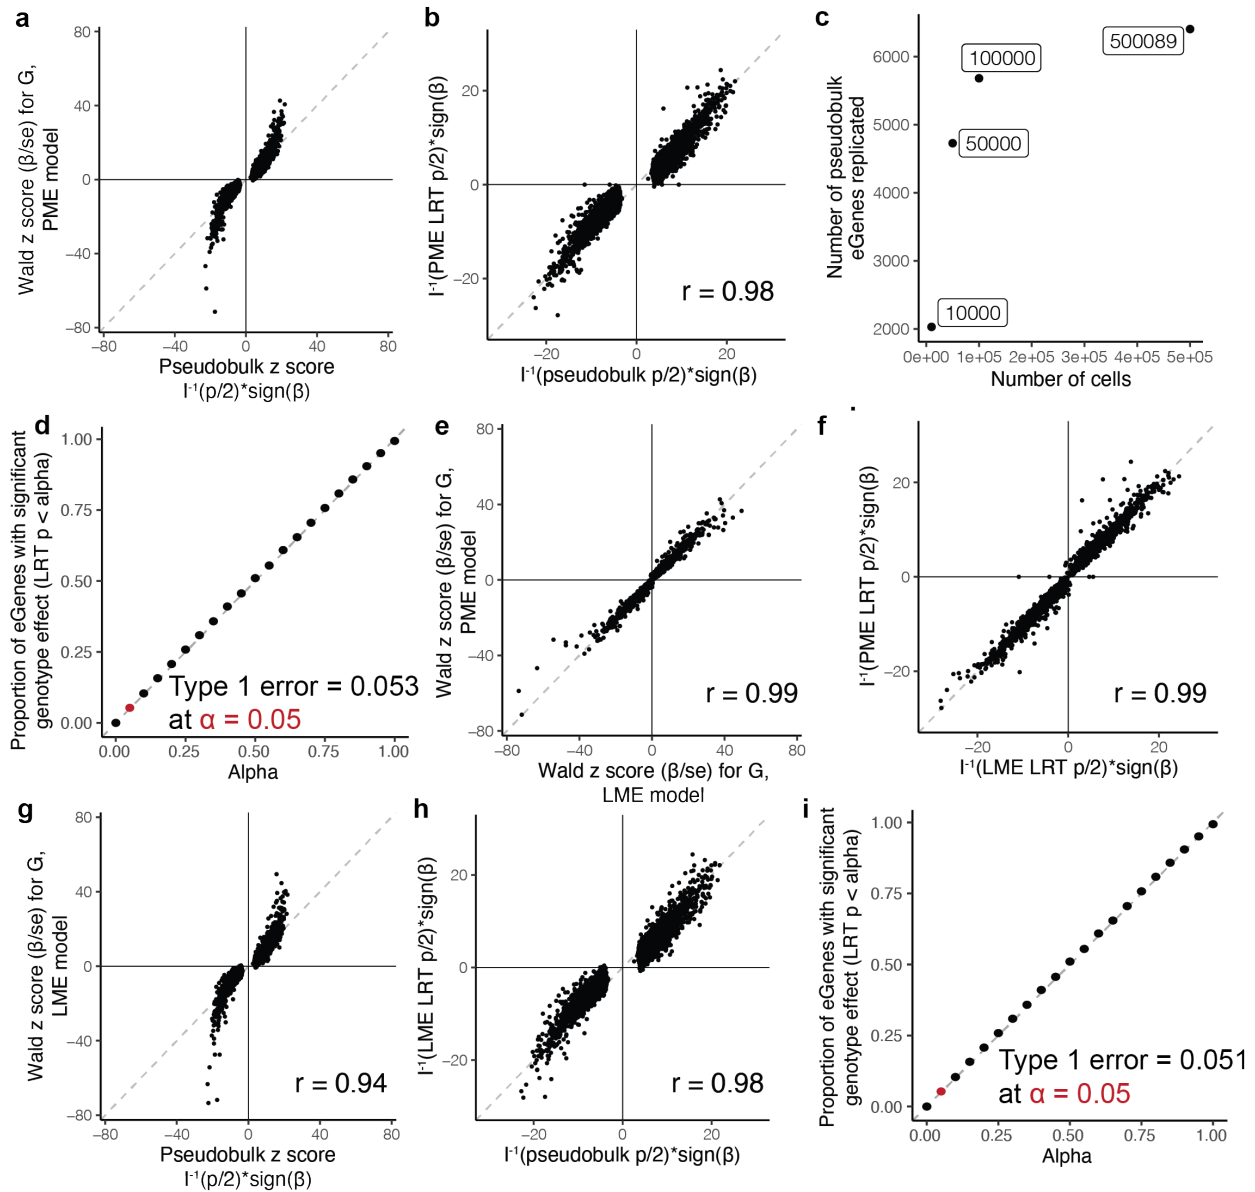 a
Wald z score (β/se) for G,
PME model
80
40
0
−40
−80
−80
−40
0
40
80
Pseudobulk z score
I⁻¹(p/2)*sign(β)
b
I⁻¹(PME LRT p/2)*sign(β)
20
0
−20
r = 0.98
−20
0
20
I⁻¹(pseudobulk p/2)*sign(β)
c
Number of pseudobulk
eGenes replicated
6000
5000
4000
3000
2000
500089
100000
50000
10000
0e+00
1e+05
2e+05
3e+05
4e+05
5e+05
Number of cells
d
Proportion of eGenes with significant
genotype effect (LRT p < alpha)
1.00
0.75
0.50
0.25
0.00
Type 1 error = 0.053
at α = 0.05
0.00
0.25
0.50
0.75
1.00
Alpha
e
Wald z score (β/se) for G,
PME model
80
40
0
−40
−80
r = 0.99
−80
−40
0
40
80
Wald z score (β/se) for G,
LME model
f
I⁻¹(PME LRT p/2)*sign(β)
20
0
−20
r = 0.99
−20
0
20
I⁻¹(LME LRT p/2)*sign(β)
g
Wald z score (β/se) for G,
LME model
80
40
0
−40
−80
r = 0.94
−80
−40
0
40
80
Pseudobulk z score
I⁻¹(p/2)*sign(β)
h
I⁻¹(LME LRT p/2)*sign(β)
20
0
−20
r = 0.98
−20
0
20
I⁻¹(pseudobulk p/2)*sign(β)
i
Proportion of eGenes with significant
genotype effect (LRT p < alpha)
1.00
0.75
0.50
0.25
0.00
Type 1 error = 0.051
at α = 0.05
0.00
0.25
0.50
0.75
1.00
Alpha